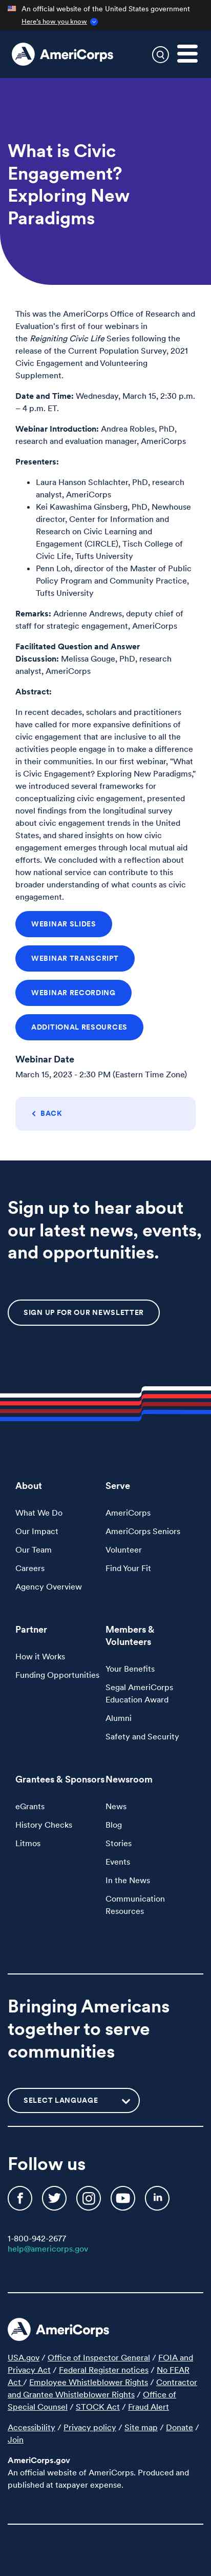 An official website of the United States government
Here's how you know
AmeriCorps
What is Civic
Engagement?
Exploring New
Paradigms
This was the AmeriCorps Office of Research and
Evaluation's first of four webinars in
the Reigniting Civic Life Series following the
release of the Current Population Survey, 2021
Civic Engagement and Volunteering
Supplement.
Date and Time: Wednesday, March 15, 2:30 p.m.
– 4 p.m. ET.
Webinar Introduction: Andrea Robles, PhD,
research and evaluation manager, AmeriCorps
Presenters:
• Laura Hanson Schlachter, PhD, research
analyst, AmeriCorps
• Kei Kawashima Ginsberg, PhD, Newhouse
director, Center for Information and
Research on Civic Learning and
Engagement (CIRCLE), Tisch College of
Civic Life, Tufts University
• Penn Loh, director of the Master of Public
Policy Program and Community Practice,
Tufts University
Remarks: Adrienne Andrews, deputy chief of
staff for strategic engagement, AmeriCorps
Facilitated Question and Answer
Discussion: Melissa Gouge, PhD, research
analyst, AmeriCorps
Abstract:
In recent decades, scholars and practitioners
have called for more expansive definitions of
civic engagement that are inclusive to all the
activities people engage in to make a difference
in their communities. In our first webinar, "What
is Civic Engagement? Exploring New Paradigms,"
we introduced several frameworks for
conceptualizing civic engagement, presented
novel findings from the longitudinal survey
about civic engagement trends in the United
States, and shared insights on how civic
engagement emerges through local mutual aid
efforts. We concluded with a reflection about
how national service can contribute to this
broader understanding of what counts as civic
engagement.
WEBINAR SLIDES
WEBINAR TRANSCRIPT
WEBINAR RECORDING
ADDITIONAL RESOURCES
Webinar Date
March 15, 2023 - 2:30 PM (Eastern Time Zone)
BACK
Sign up to hear about
our latest news, events,
and opportunities.
SIGN UP FOR OUR NEWSLETTER
About
What We Do
Our Impact
Our Team
Careers
Agency Overview
Serve
AmeriCorps
AmeriCorps Seniors
Volunteer
Find Your Fit
Partner
How it Works
Funding Opportunities
Members &
Volunteers
Your Benefits
Segal AmeriCorps
Education Award
Alumni
Safety and Security
Grantees & Sponsors
eGrants
History Checks
Litmos
Newsroom
News
Blog
Stories
Events
In the News
Communication
Resources
Bringing Americans
together to serve
communities
SELECT LANGUAGE
Follow us
1-800-942-2677
help@americorps.gov
AmeriCorps
USA.gov / Office of Inspector General / FOIA and
Privacy Act / Federal Register notices / No FEAR
Act / Employee Whistleblower Rights / Contractor
and Grantee Whistleblower Rights / Office of
Special Counsel / STOCK Act / Fraud Alert
Accessibility / Privacy policy / Site map / Donate /
Join
AmeriCorps.gov
An official website of AmeriCorps. Produced and
published at taxpayer expense.